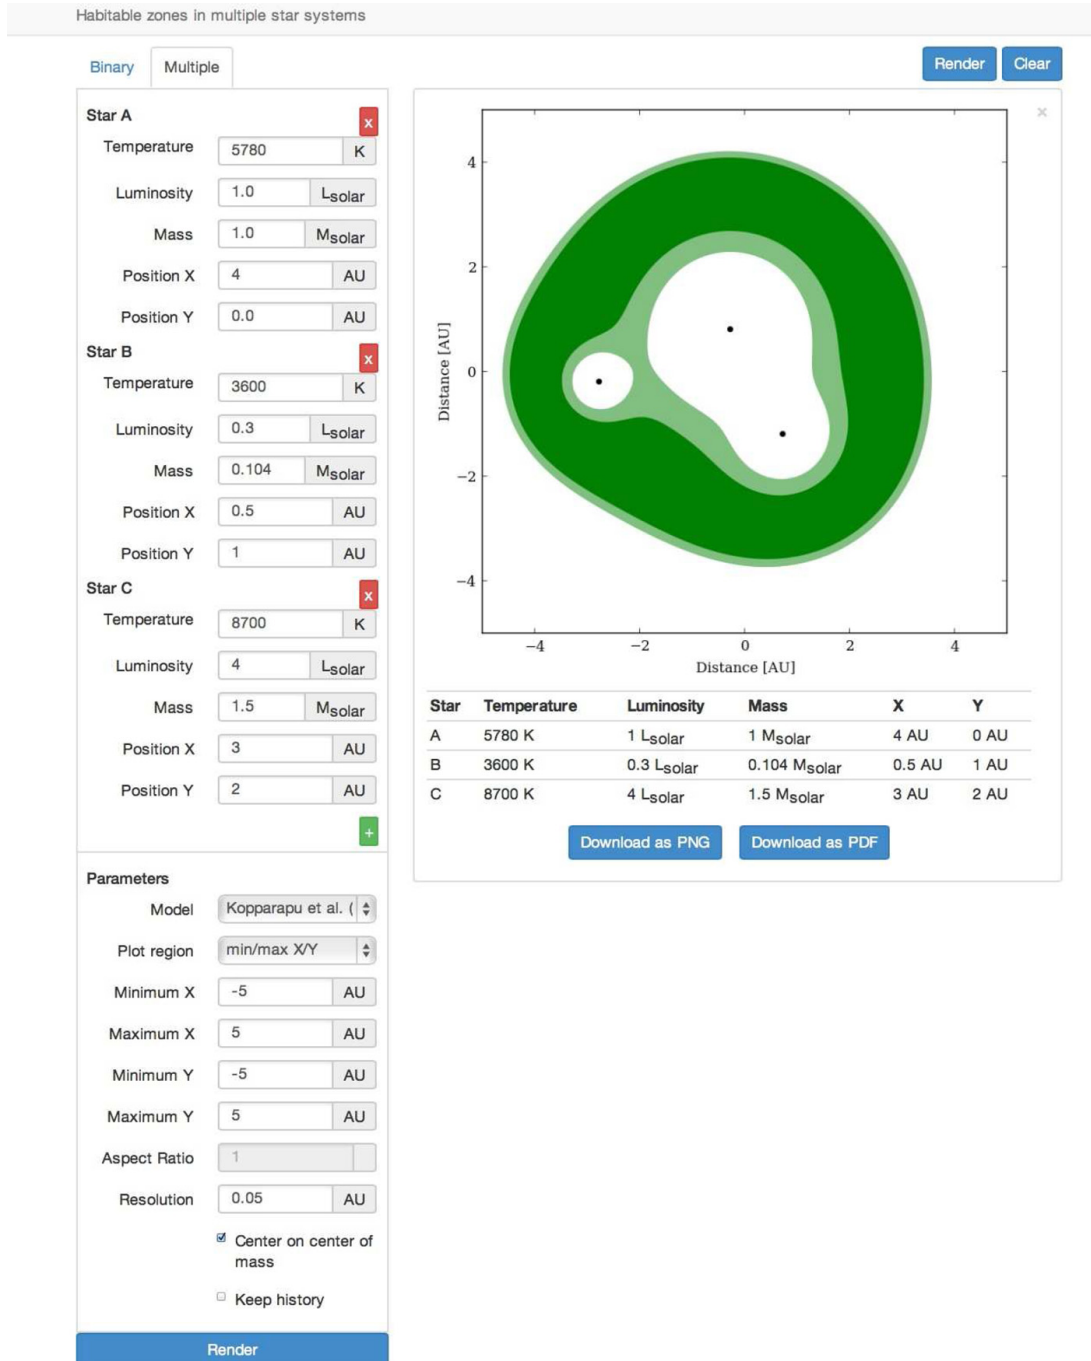 Habitable zones in multiple star systems
Binary Multiple
Render Clear
Star A
x
Temperature 5780 K
Luminosity 1.0 Lsolar
Mass 1.0 Msolar
Position X 4 AU
Position Y 0.0 AU
Star B
x
Temperature 3600 K
Luminosity 0.3 Lsolar
Mass 0.104 Msolar
Position X 0.5 AU
Position Y 1 AU
Star C
x
Temperature 8700 K
Luminosity 4 Lsolar
Mass 1.5 Msolar
Position X 3 AU
Position Y 2 AU
+
Parameters
Model Kopparapu et al. (
Plot region min/max X/Y
Minimum X -5 AU
Maximum X 5 AU
Minimum Y -5 AU
Maximum Y 5 AU
Aspect Ratio 1
Resolution 0.05 AU
Center on center of
mass
Keep history
Render
×
4
2
0
−2
−4
Distance [AU]
−4 −2 0 2 4
Distance [AU]
Star Temperature Luminosity Mass X Y
A 5780 K 1 Lsolar 1 Msolar 4 AU 0 AU
B 3600 K 0.3 Lsolar 0.104 Msolar 0.5 AU 1 AU
C 8700 K 4 Lsolar 1.5 Msolar 3 AU 2 AU
Download as PNG Download as PDF